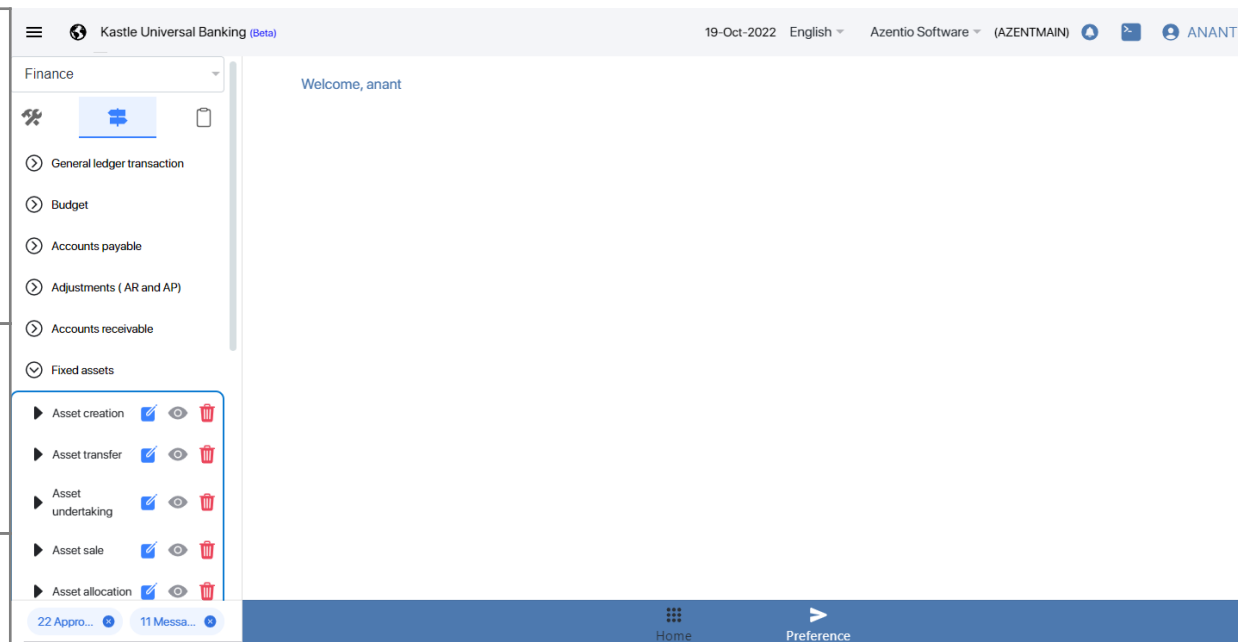 Kastle Universal Banking (Beta)
19-Oct-2022 English Azentio Software (AZENTMAIN) ANANT
Finance
Welcome, anant
General ledger transaction
Budget
Accounts payable
Adjustments ( AR and AP)
Accounts receivable
Fixed assets
Asset creation
Asset transfer
Asset
undertaking
Asset sale
Asset allocation
22 Appro... 11 Messa...
Home Preference